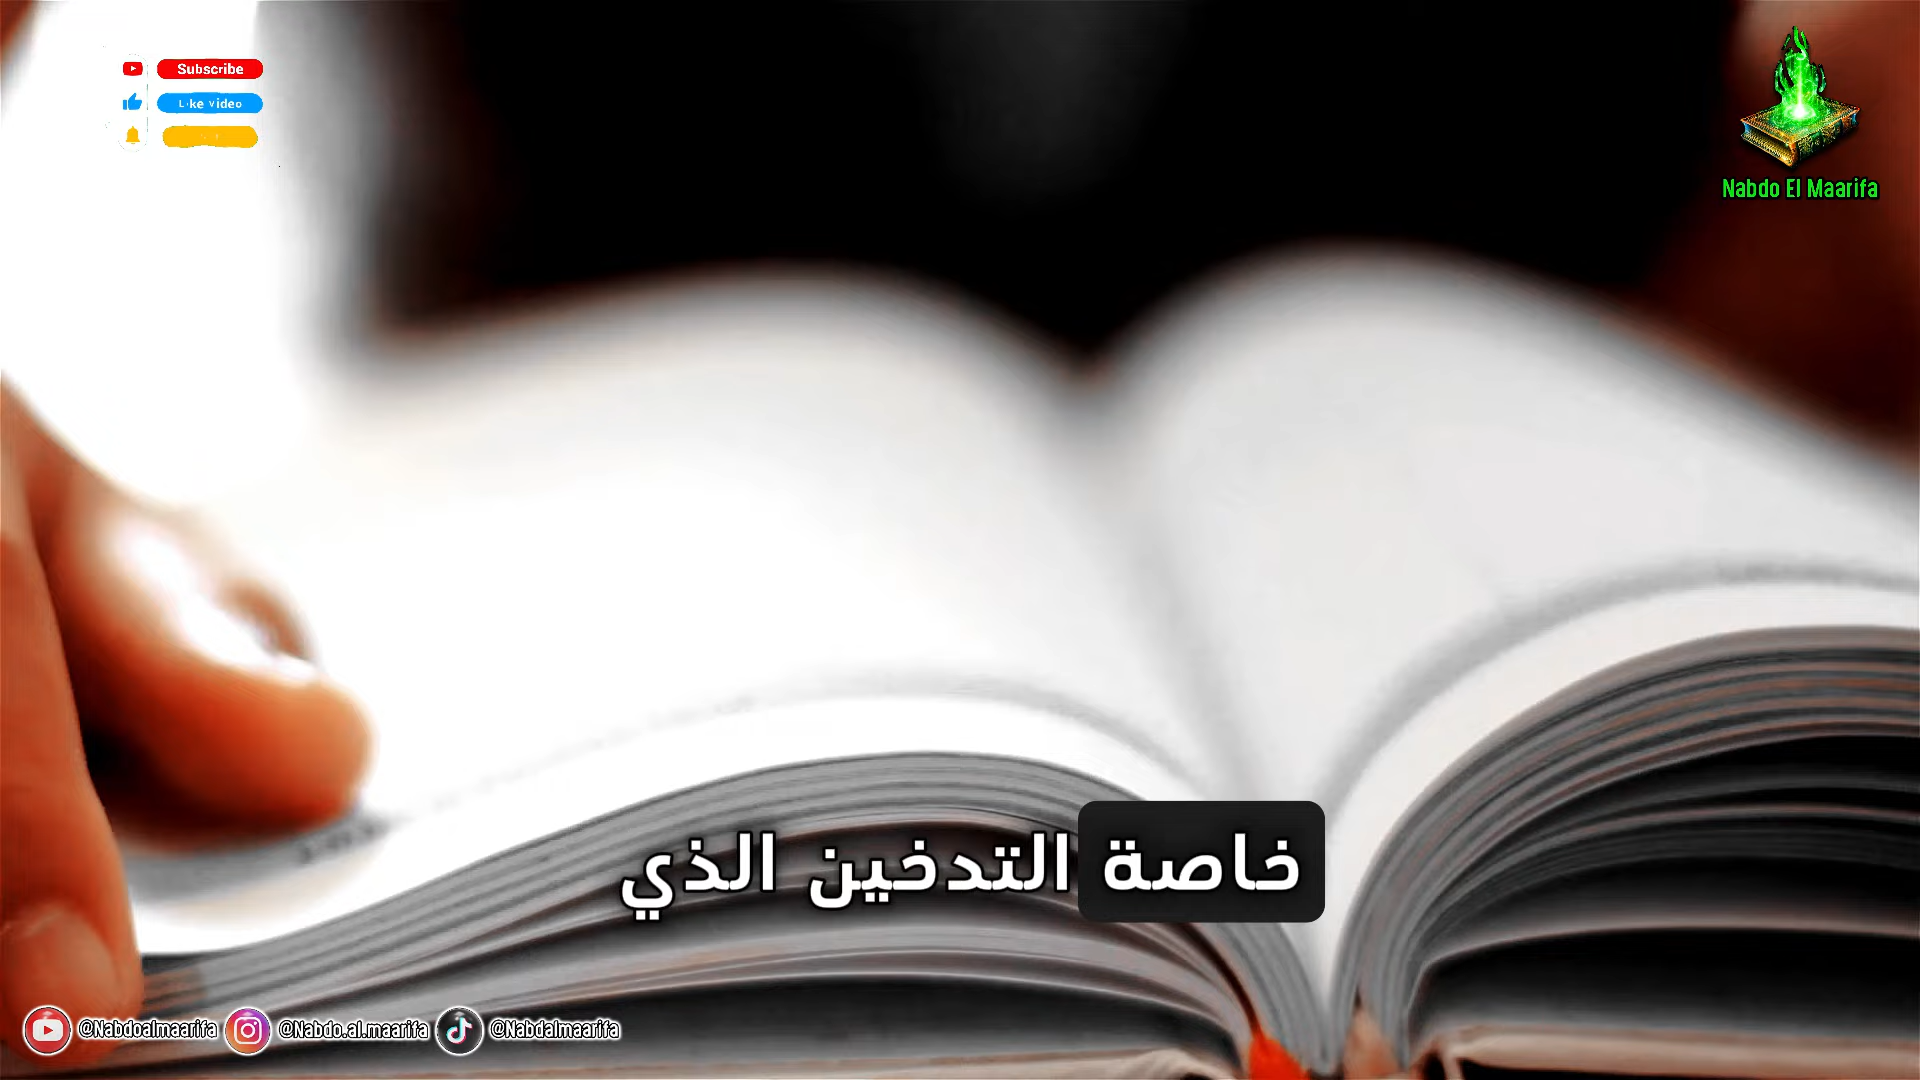 Subscribe
Like video
Nabdo El Maarifa
خاصة التدخين الذي
@Nabdoalmaarifa @Nabdo.al.maarifa @Nabdalmaarifa